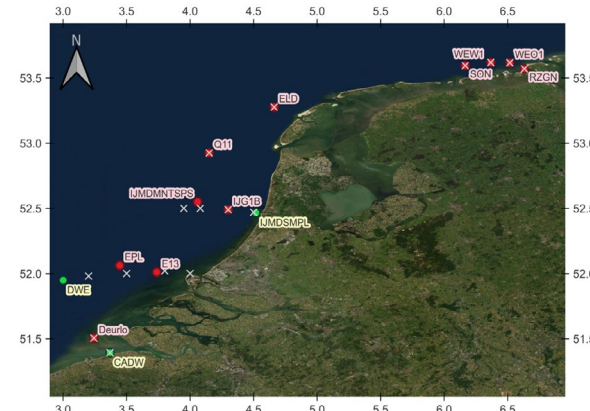 3.0 3.5 4.0 4.5 5.0 5.5 6.0 6.5
N
WEW1 WEO1
SON
RZGN
53.5 53.5
ELD
53.0 53.0
Q11
IJMDMNTSPS
IJG1B
52.5 52.5
IJMDSMPL
EPL
E13
52.0 52.0
DWE
Deurlo
51.5 51.5
CADW
3.0 3.5 4.0 4.5 5.0 5.5 6.0 6.5